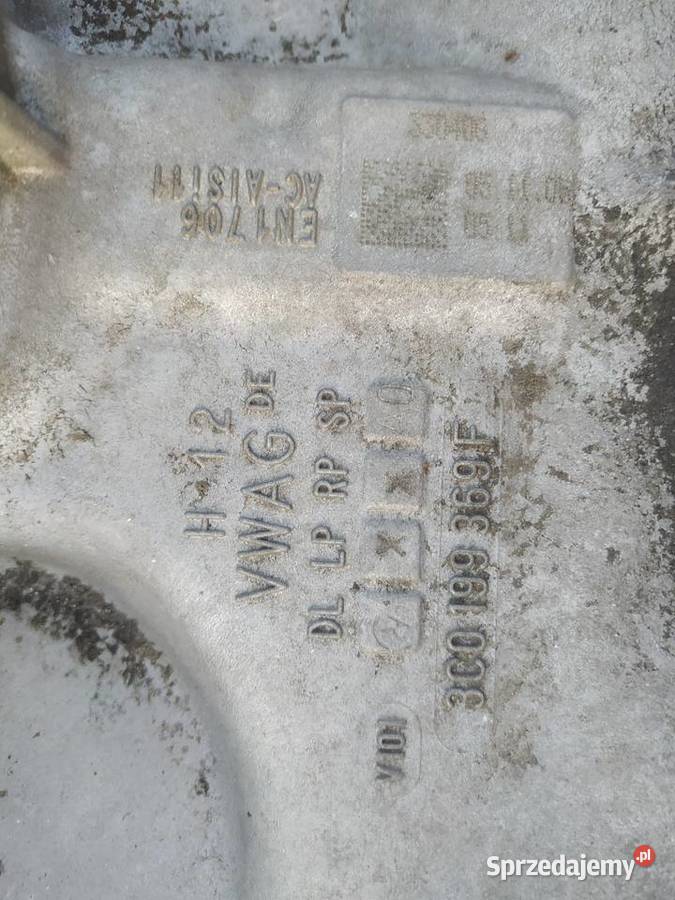 EN1706
AC-AlSi11
H 12
VWAG DE
DL LP RP SP
3C0 199 369F
V101
Sprzedajemy.pl